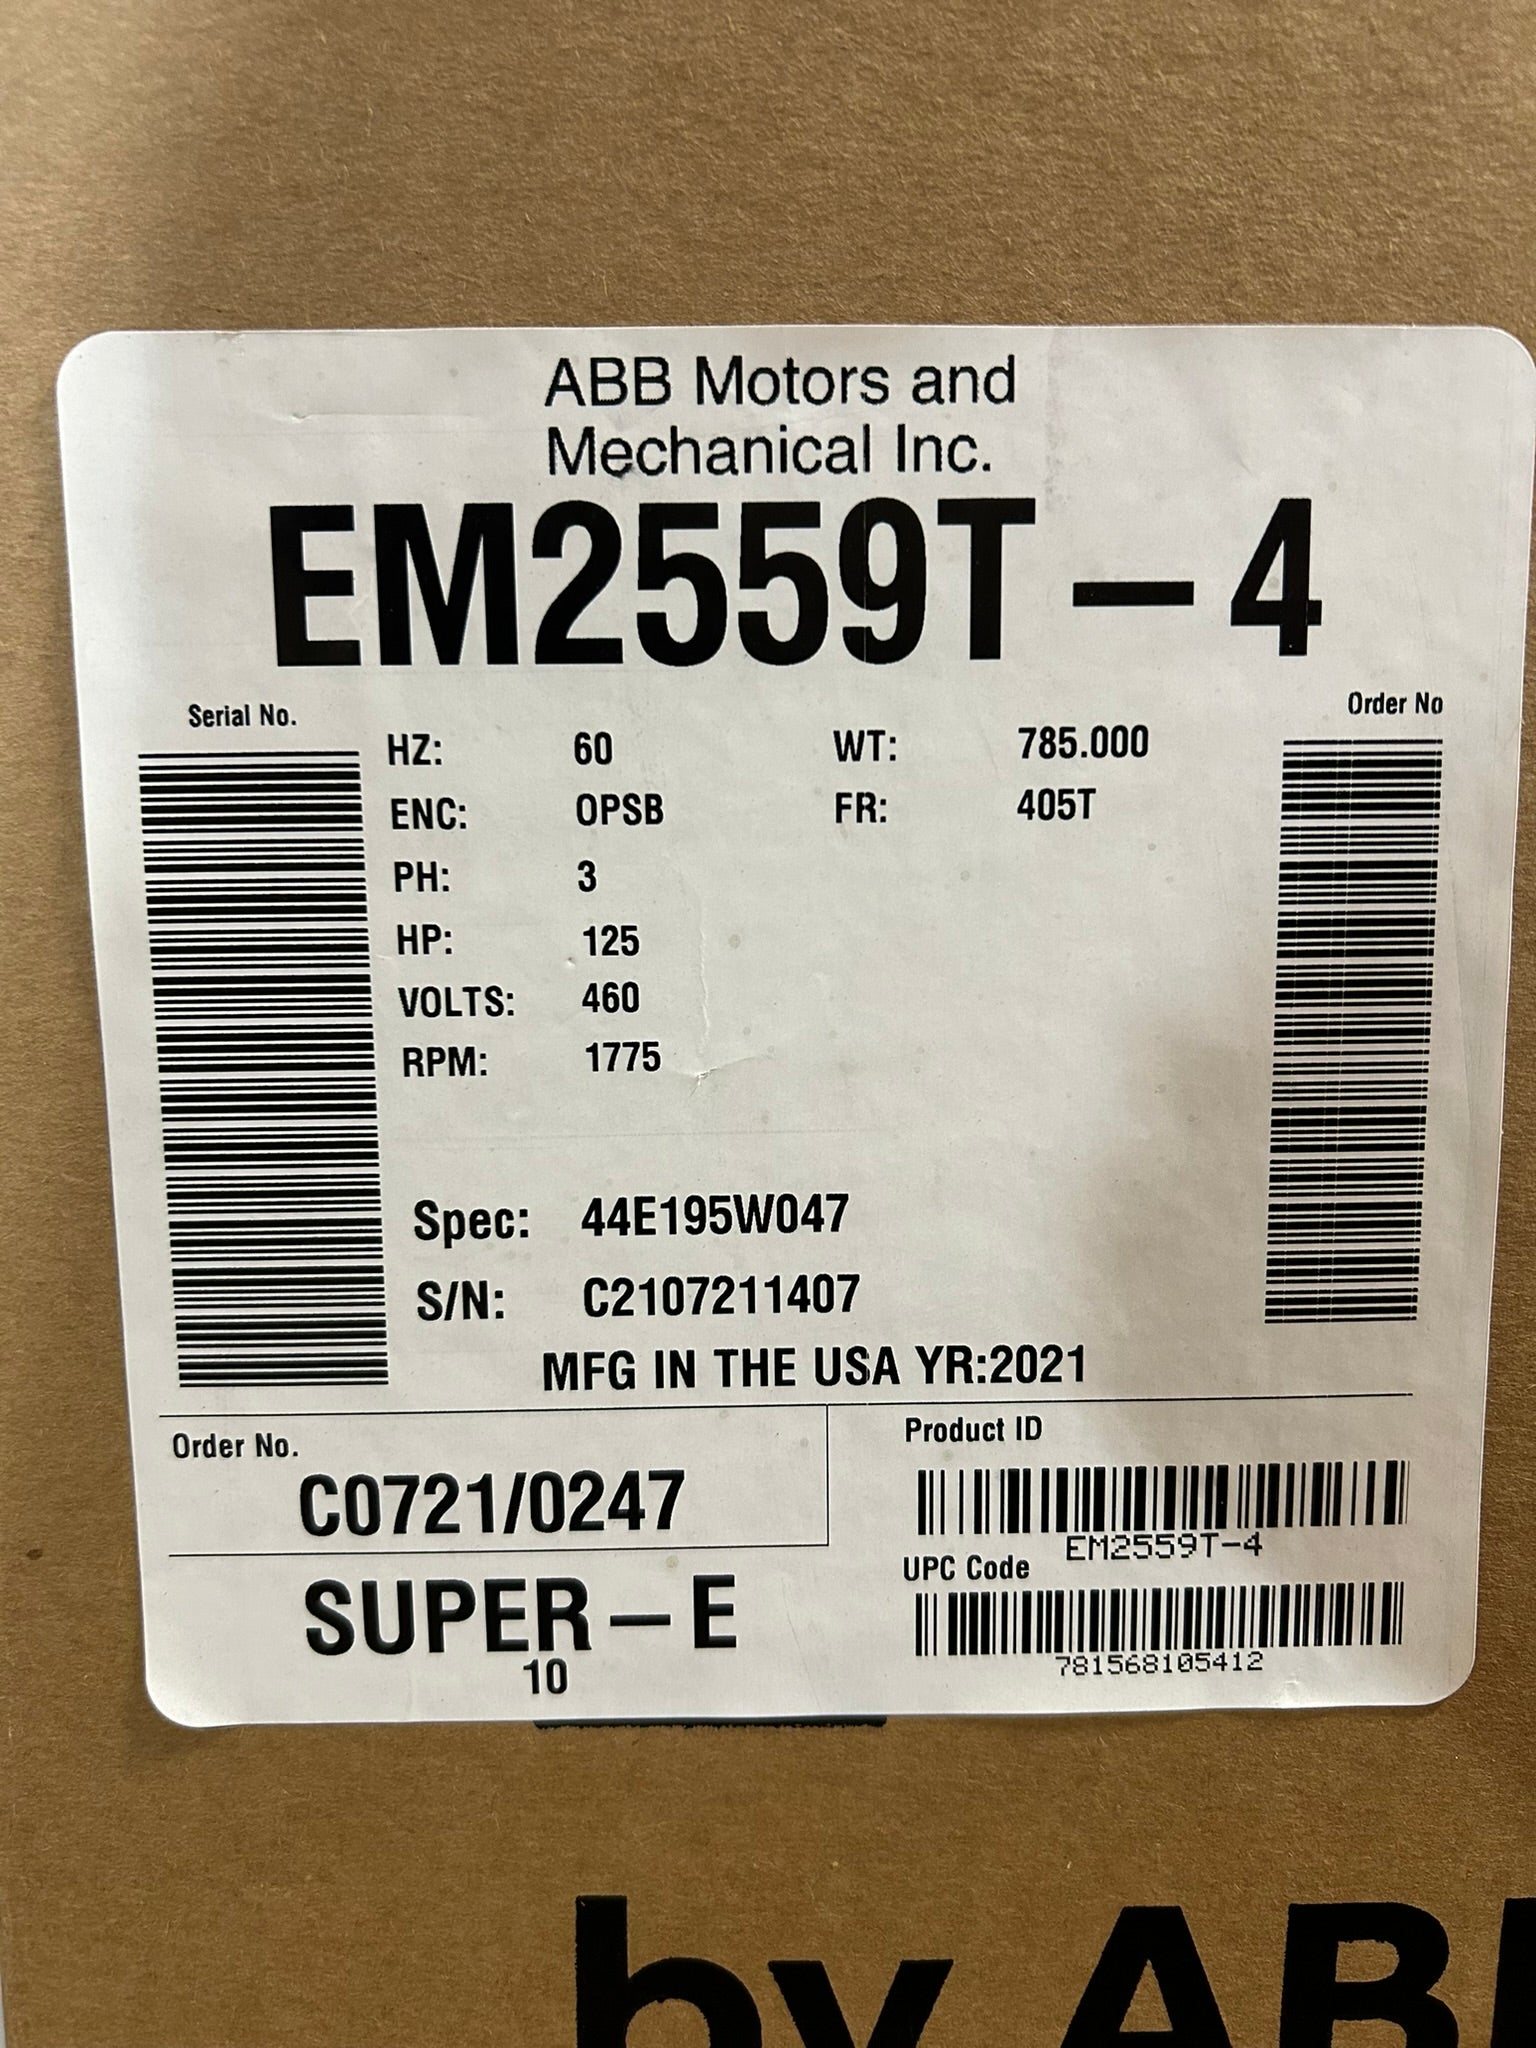 ABB Motors and
Mechanical Inc.
EM2559T-4
Serial No.
Order No
HZ: 60 WT: 785.000
ENC: OPSB FR: 405T
PH: 3
HP: 125
VOLTS: 460
RPM: 1775
Spec: 44E195W047
S/N: C2107211407
MFG IN THE USA YR:2021
Order No.
C0721/0247
Product ID
EM2559T-4
UPC Code
781568105412
SUPER-E
10
by AB